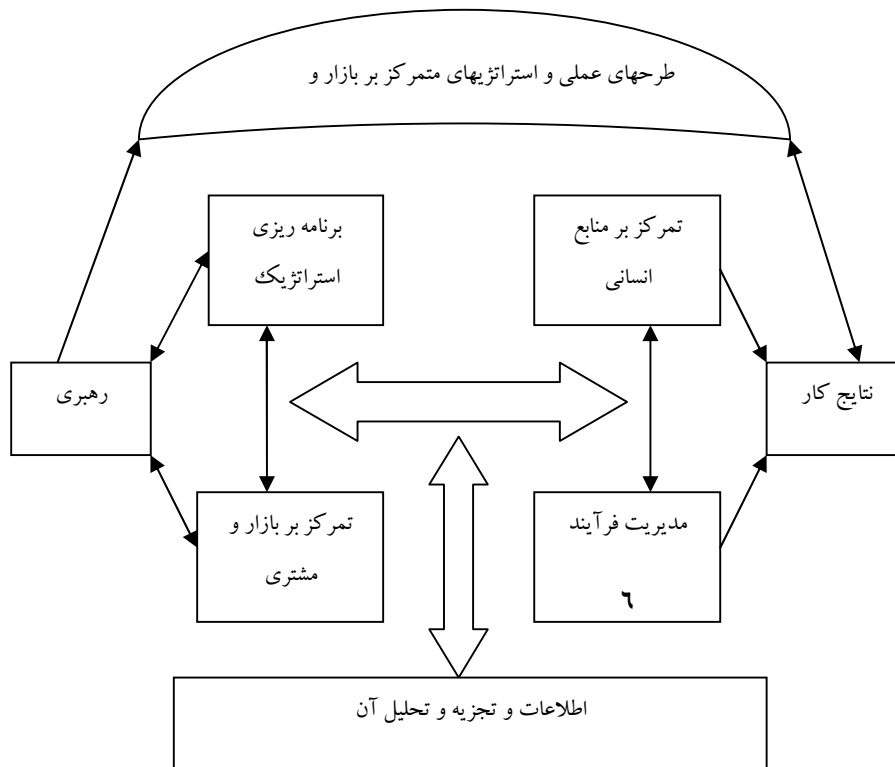 طرحهای عملی و استراتژیهای متمرکز بر بازار و
تمرکز بر منابع
انسانی
برنامه ریزی
استراتژیک
نتایج کار
رهبری
مدیریت فرآیند
٦
تمرکز بر بازار و
مشتری
اطلاعات و تجزیه و تحلیل آن